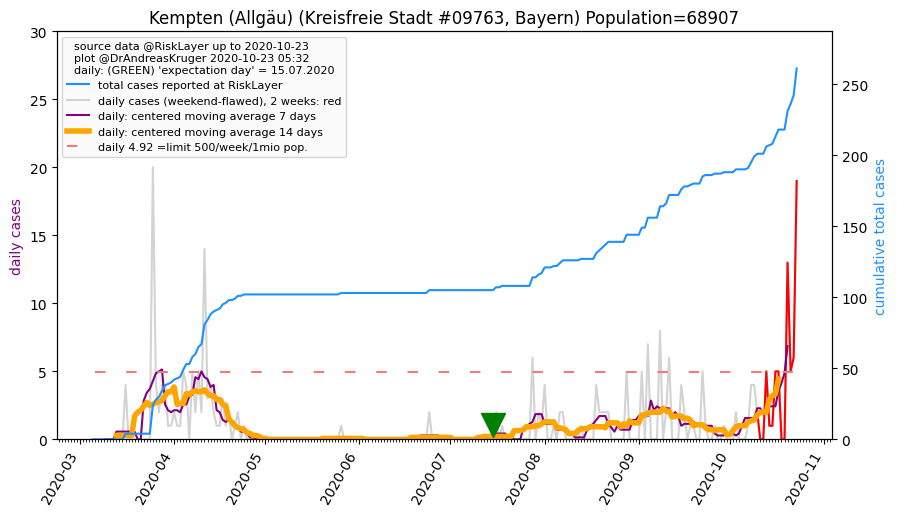 Kempten (Allgäu) (Kreisfreie Stadt #09763, Bayern) Population=68907
source data @RiskLayer up to 2020-10-23
plot @DrAndreasKruger 2020-10-23 05:32
daily: (GREEN) 'expectation day' = 15.07.2020
total cases reported at RiskLayer
daily cases (weekend-flawed), 2 weeks: red
daily: centered moving average 7 days
daily: centered moving average 14 days
daily 4.92 =limit 500/week/1mio pop.
daily cases
30
25
20
15
10
5
0
cumulative total cases
250
200
150
100
50
0
2020-03
2020-04
2020-05
2020-06
2020-07
2020-08
2020-09
2020-10
2020-11